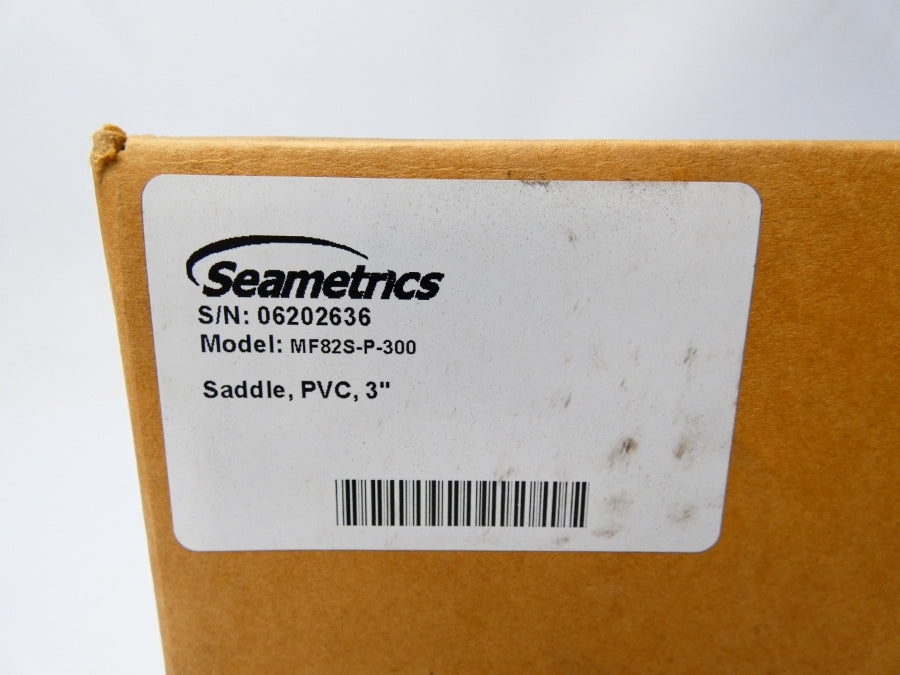 Seametrics
S/N: 06202636
Model: MF82S-P-300
Saddle, PVC, 3"